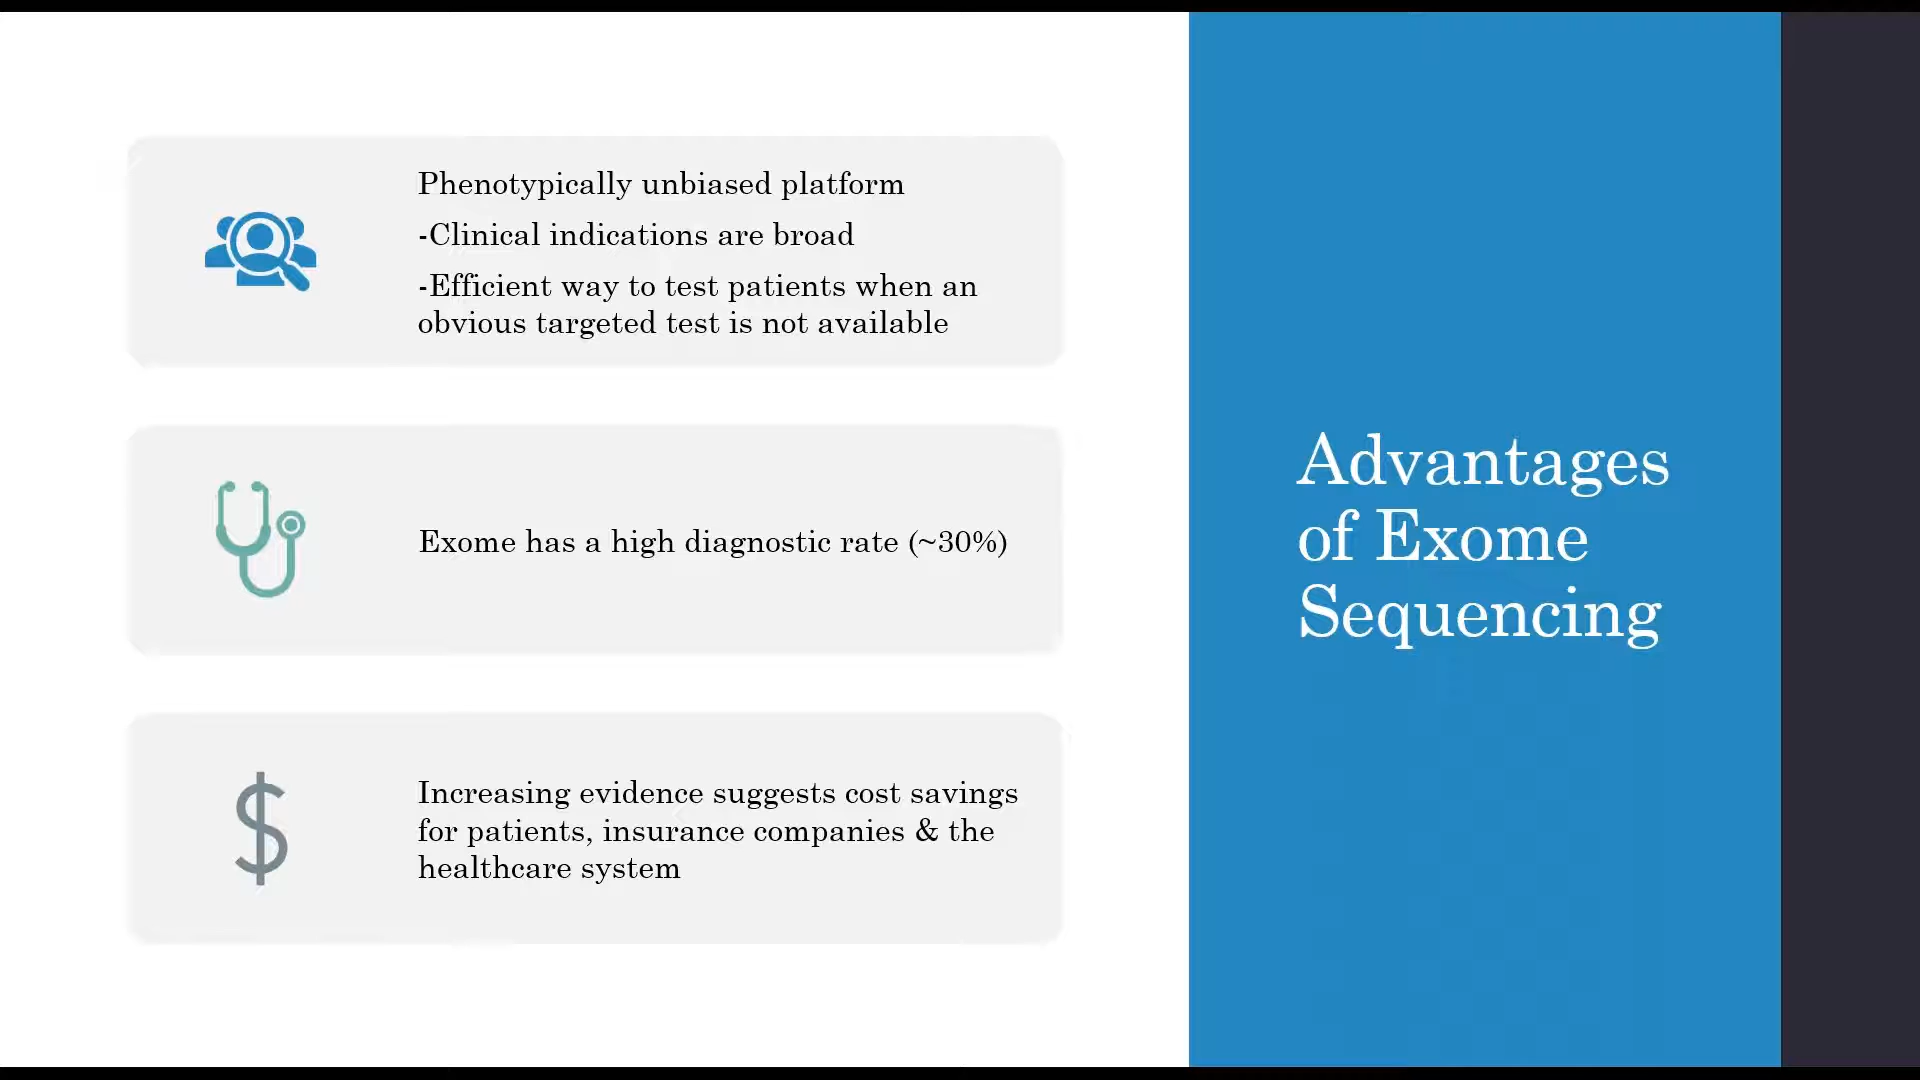 Phenotypically unbiased platform
-Clinical indications are broad
-Efficient way to test patients when an
obvious targeted test is not available
Exome has a high diagnostic rate (~30%)
Increasing evidence suggests cost savings
for patients, insurance companies & the
healthcare system
Advantages
of Exome
Sequencing